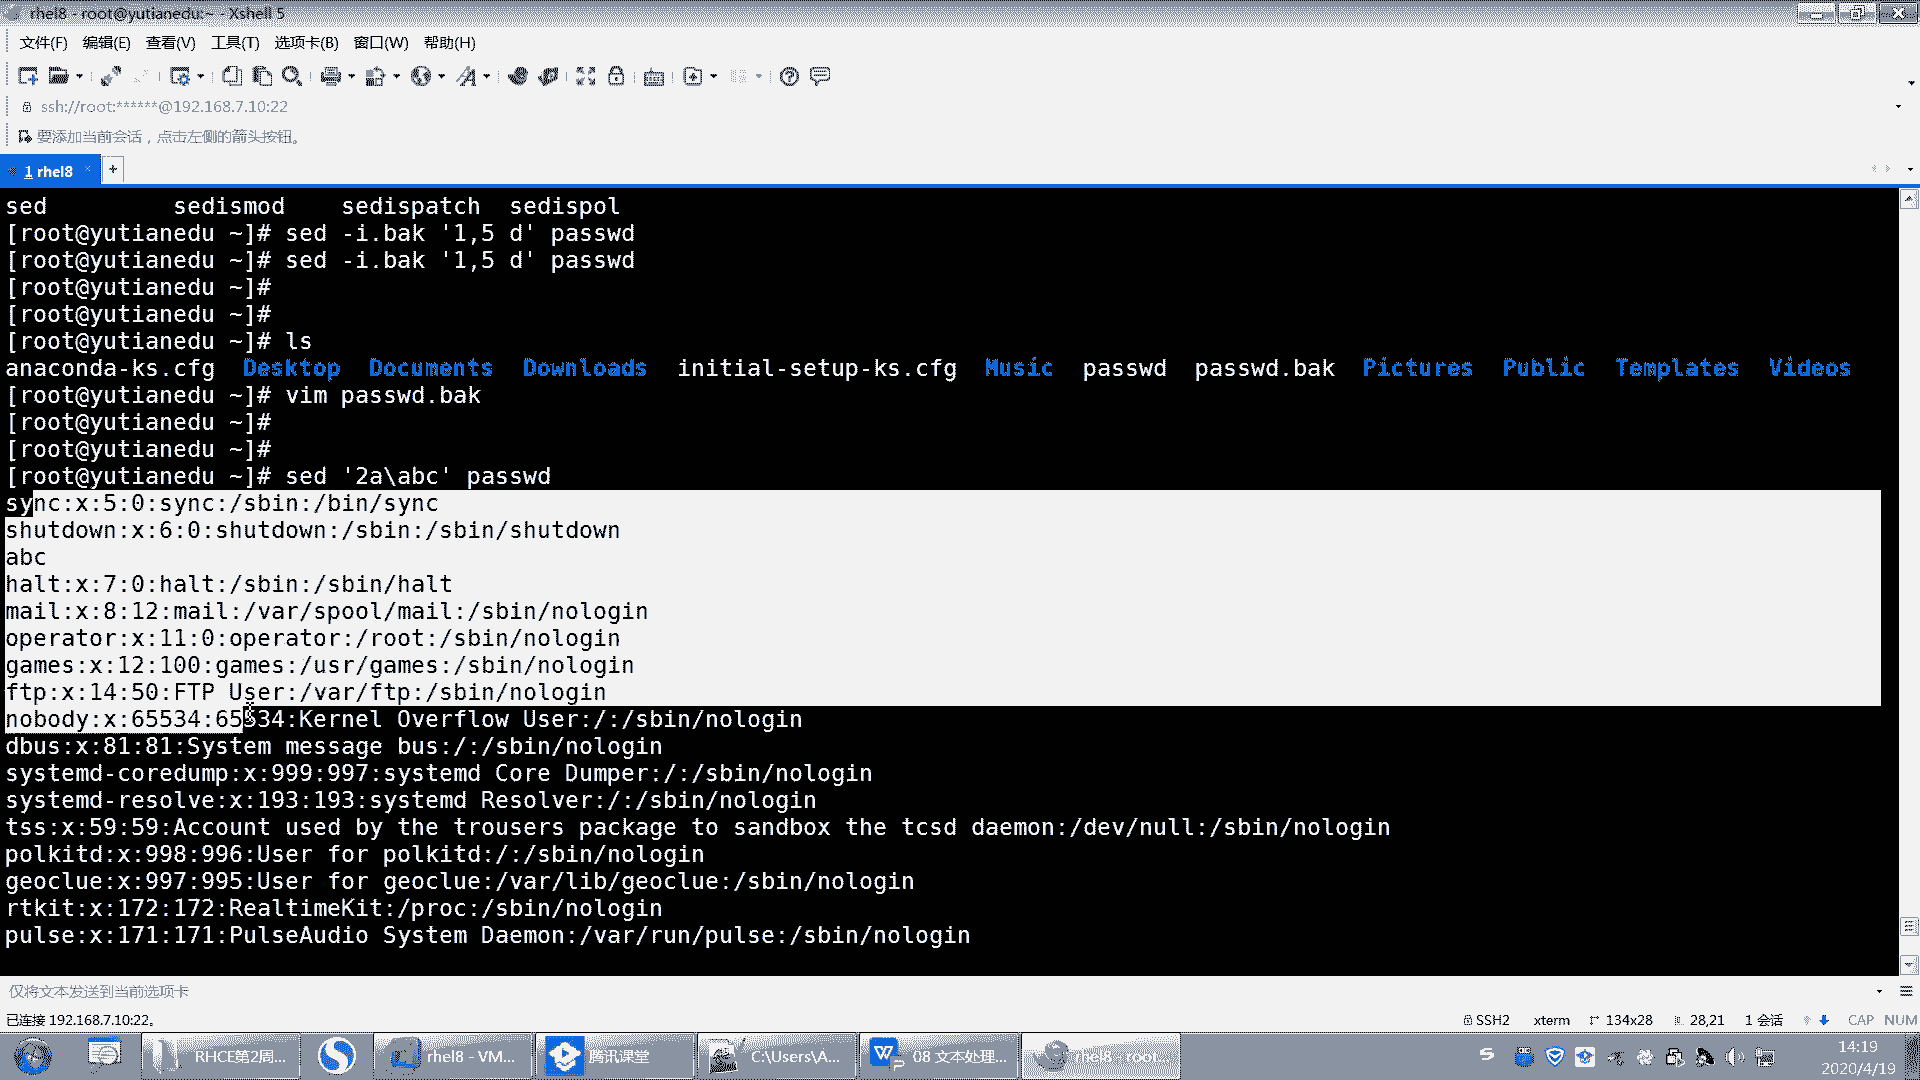 rhel8 - root@yutianedu:~ - Xshell 5
文件(F) 编辑(E) 查看(V) 工具(T) 选项卡(B) 窗口(W) 帮助(H)
ssh://root:******@192.168.7.10:22
要添加当前会话，点击左侧的箭头按钮。
1 rhel8
sed sedismod sedispatch sedispol
[root@yutianedu ~]# sed -i.bak '1,5 d' passwd
[root@yutianedu ~]# sed -i.bak '1,5 d' passwd
[root@yutianedu ~]#
[root@yutianedu ~]#
[root@yutianedu ~]# ls
anaconda-ks.cfg Desktop Documents Downloads initial-setup-ks.cfg Music passwd passwd.bak Pictures Public Templates Videos
[root@yutianedu ~]# vim passwd.bak
[root@yutianedu ~]#
[root@yutianedu ~]#
[root@yutianedu ~]# sed '2a\abc' passwd
sync:x:5:0:sync:/sbin:/bin/sync
shutdown:x:6:0:shutdown:/sbin:/sbin/shutdown
abc
halt:x:7:0:halt:/sbin:/sbin/halt
mail:x:8:12:mail:/var/spool/mail:/sbin/nologin
operator:x:11:0:operator:/root:/sbin/nologin
games:x:12:100:games:/usr/games:/sbin/nologin
ftp:x:14:50:FTP User:/var/ftp:/sbin/nologin
nobody:x:65534:65534:Kernel Overflow User:/:/sbin/nologin
dbus:x:81:81:System message bus:/:/sbin/nologin
systemd-coredump:x:999:997:systemd Core Dumper:/:/sbin/nologin
systemd-resolve:x:193:193:systemd Resolver:/:/sbin/nologin
tss:x:59:59:Account used by the trousers package to sandbox the tcsd daemon:/dev/null:/sbin/nologin
polkitd:x:998:996:User for polkitd:/:/sbin/nologin
geoclue:x:997:995:User for geoclue:/var/lib/geoclue:/sbin/nologin
rtkit:x:172:172:RealtimeKit:/proc:/sbin/nologin
pulse:x:171:171:PulseAudio System Daemon:/var/run/pulse:/sbin/nologin
仅将文本发送到当前选项卡
已连接 192.168.7.10:22。 SSH2 xterm 134x28 28,21 1 会话 CAP NUM
RHCE第2周... rhel8 - VM... 腾讯课堂 C:\Users\A... 08 文本处理... rhel8 - root...
14:19
2020/4/19